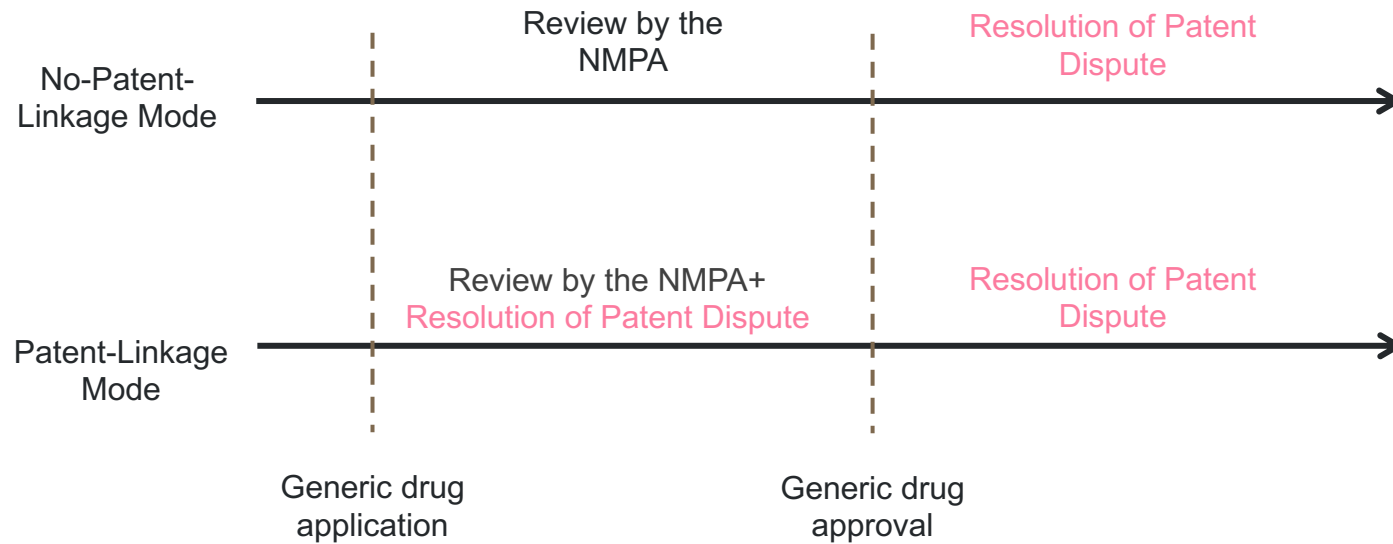 Review by the
NMPA
Resolution of Patent
Dispute
No-Patent-
Linkage Mode
Review by the NMPA+
Resolution of Patent Dispute
Resolution of Patent
Dispute
Patent-Linkage
Mode
Generic drug
application
Generic drug
approval